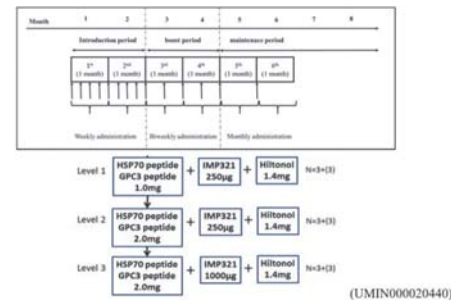 Month 1 2 3 4 5 6 7 8
Introduction period boost period maintenace period
1st 2nd 3rd 4th 5th 6th
(1 month) (1 month) (1 month) (1 month) (1 month) (1 month)
Weekly administration Biweekly administration Monthly administration
Level 1 HSP70 peptide GPC3 peptide 1.0mg + IMP321 250μg + Hiltonol 1.4mg N=3+(3)
Level 2 HSP70 peptide GPC3 peptide 2.0mg + IMP321 250μg + Hiltonol 1.4mg N=3+(3)
Level 3 HSP70 peptide GPC3 peptide 2.0mg + IMP321 1000μg + Hiltonol 1.4mg N=3+(3)
(UMIN000020440)